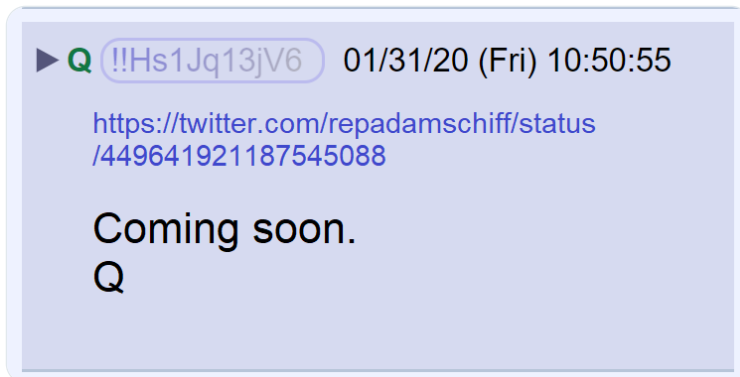 ▶ Q !!Hs1Jq13jV6 01/31/20 (Fri) 10:50:55
https://twitter.com/repadamschiff/status
/449641921187545088
Coming soon.
Q